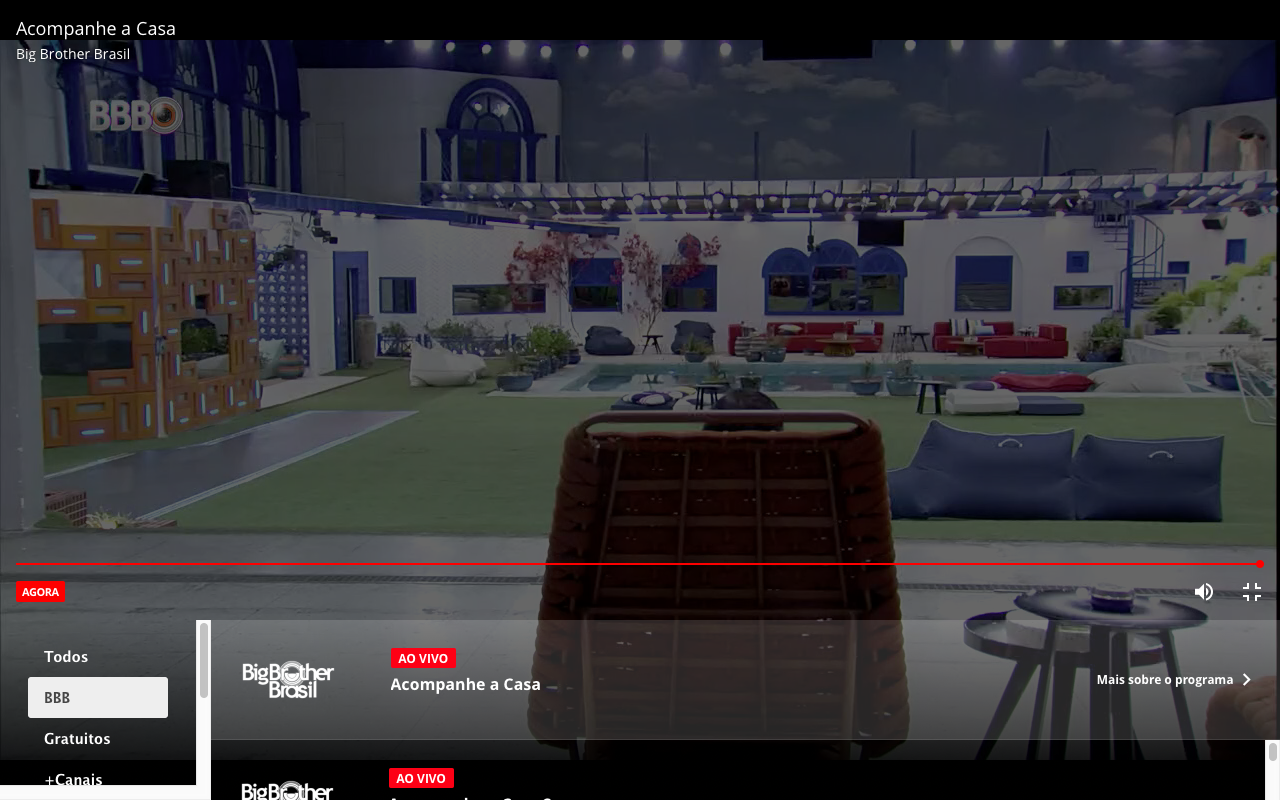 Acompanhe a Casa
Big Brother Brasil
BBB
AGORA
Todos
BBB
Gratuitos
+Canais
BigBrother
Brasil
AO VIVO
Acompanhe a Casa
Mais sobre o programa
BigBrother
AO VIVO